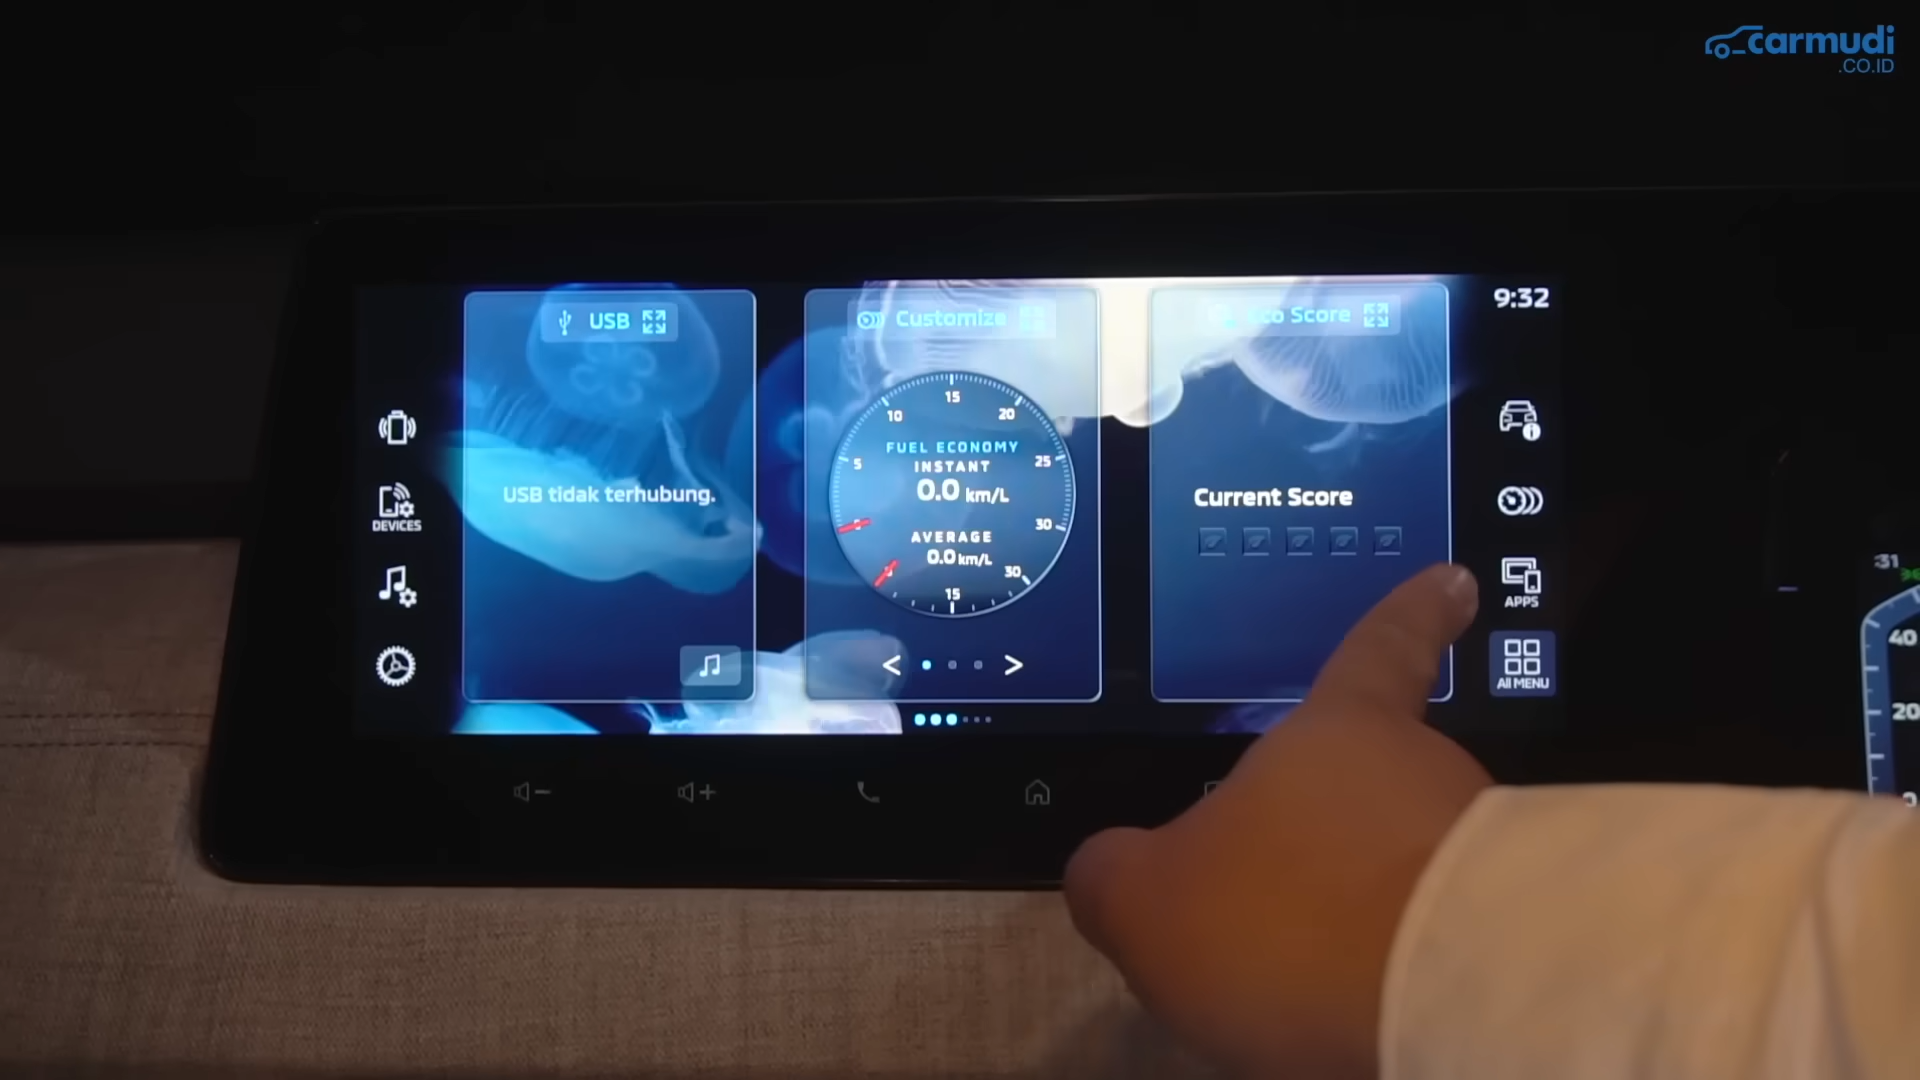 carmudi
.CO.ID
9:32
USB
Customize
Eco Score
USB tidak terhubung.
15
10
20
5
25
FUEL ECONOMY
INSTANT
0.0 km/L
30
AVERAGE
0.0 km/L
30
15
Current Score
DEVICES
APPS
All MENU
31
40
20
0